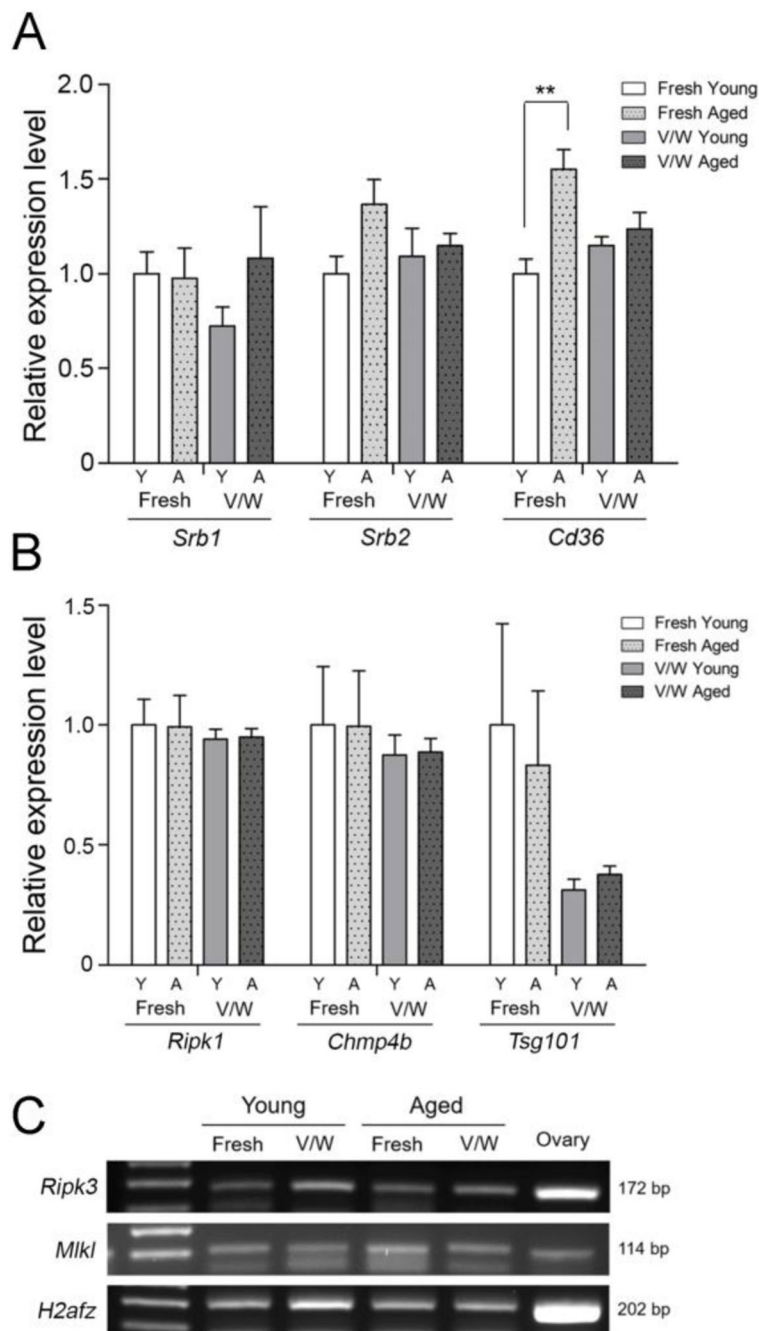 A
Relative expression level
2.0
1.5
1.0
0.5
0
**
Fresh Young
Fresh Aged
V/W Young
V/W Aged
Y A Y A Y A Y A Y A Y A
Fresh V/W Fresh V/W Fresh V/W
Srb1 Srb2 Cd36
B
Relative expression level
1.5
1.0
0.5
0
Fresh Young
Fresh Aged
V/W Young
V/W Aged
Y A Y A Y A Y A Y A Y A
Fresh V/W Fresh V/W Fresh V/W
Ripk1 Chmp4b Tsg101
C
Young Aged
Fresh V/W Fresh V/W Ovary
Ripk3 172 bp
Mlkl 114 bp
H2afz 202 bp